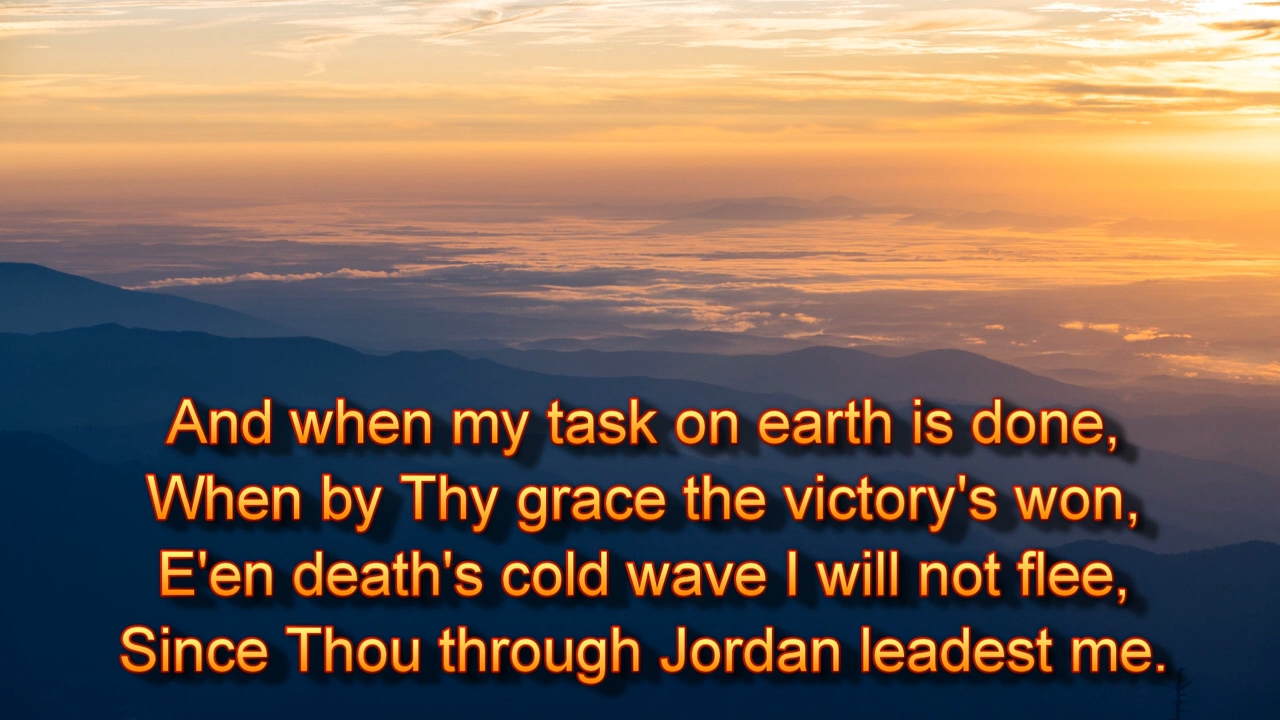 And when my task on earth is done,
When by Thy grace the victory's won,
E'en death's cold wave I will not flee,
Since Thou through Jordan leadest me.